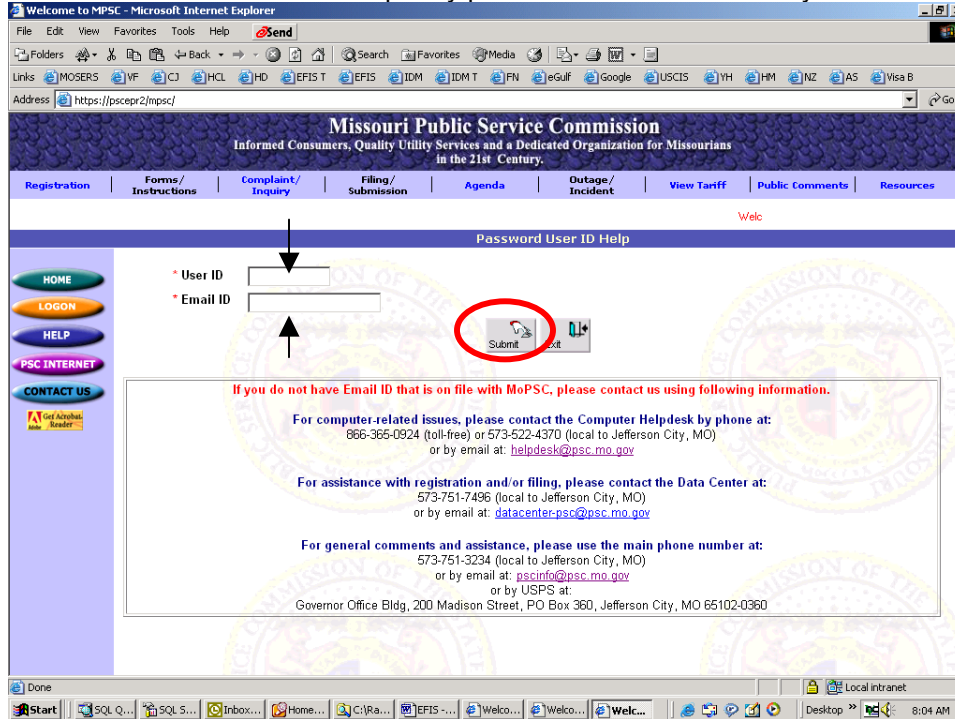 Welcome to MPSC - Microsoft Internet Explorer
File Edit View Favorites Tools Help Send
Folders Back Search Favorites Media
Links MOSERS VF CJ HCL HD EFIS T EFIS IDM IDM T FN eGulf Google USCIS YH HM NZ AS Visa B
Address https://pscepr2/mpsc/ Go
Missouri Public Service Commission
Informed Consumers, Quality Utility Services and a Dedicated Organization for Missourians
in the 21st Century.
Registration Forms/ Instructions Complaint/ Inquiry Filing/ Submission Agenda Outage/ Incident View Tariff Public Comments Resources
Welc
Password User ID Help
HOME
LOGON
HELP
PSC INTERNET
CONTACT US
Get Acrobat Reader
Adobe
* User ID
* Email ID
Submit Exit
If you do not have Email ID that is on file with MoPSC, please contact us using following information.
For computer-related issues, please contact the Computer Helpdesk by phone at:
866-365-0924 (toll-free) or 573-522-4370 (local to Jefferson City, MO)
or by email at: helpdesk@psc.mo.gov
For assistance with registration and/or filing, please contact the Data Center at:
573-751-7496 (local to Jefferson City, MO)
or by email at: datacenter-psc@psc.mo.gov
For general comments and assistance, please use the main phone number at:
573-751-3234 (local to Jefferson City, MO)
or by email at: pscinfo@psc.mo.gov
or by USPS at:
Governor Office Bldg, 200 Madison Street, PO Box 360, Jefferson City, MO 65102-0360
Done Local intranet
Start SQL Q... SQL S... Inbox... Home... C:\Ra... EFIS -... Welco... Welco... Welc... Desktop » 8:04 AM